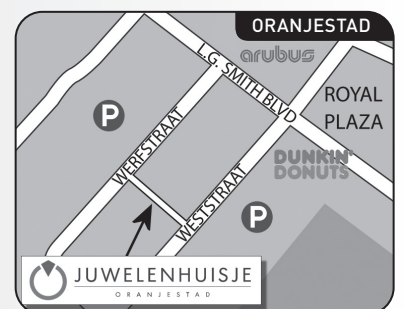 ORANJESTAD
arubus
L.G. SMITH BLVD
ROYAL
PLAZA
P
WERFSTRAAT
DUNKIN'
DONUTS
WESTSTRAAT
P
JUWELENHUISJE
ORANJESTAD